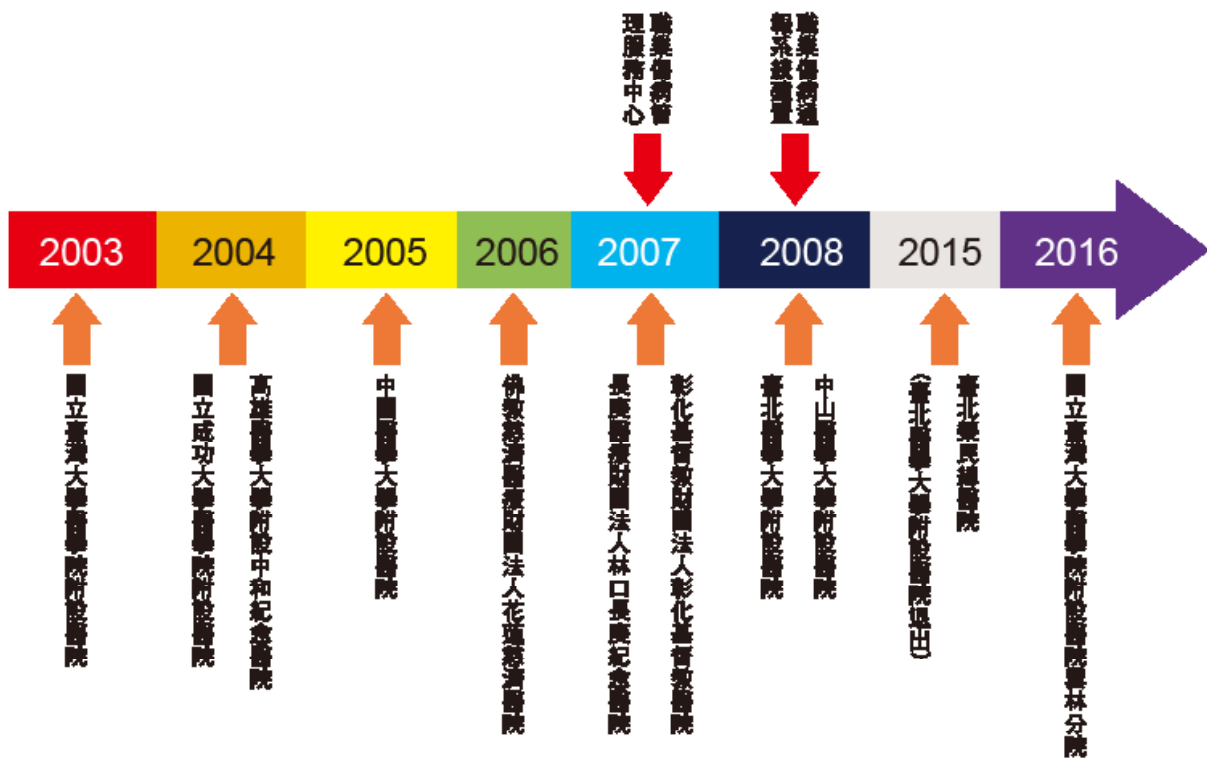 職業傷病管
理服務中心
職業傷病通
報系統建置
2003
2004
2005
2006
2007
2008
2015
2016
國立臺灣大學醫學院附設醫院
高雄醫學大學附設中和紀念醫院
國立成功大學醫學院附設醫院
中國醫藥大學附設醫院
佛教慈濟醫療財團法人花蓮慈濟醫院
彰化基督教財團法人彰化基督教醫院
長庚醫療財團法人林口長庚紀念醫院
中山醫學大學附設醫院
臺北醫學大學附設醫院
臺北榮民總醫院
(臺北醫學大學附設醫院退出)
國立臺灣大學醫學院附設醫院雲林分院